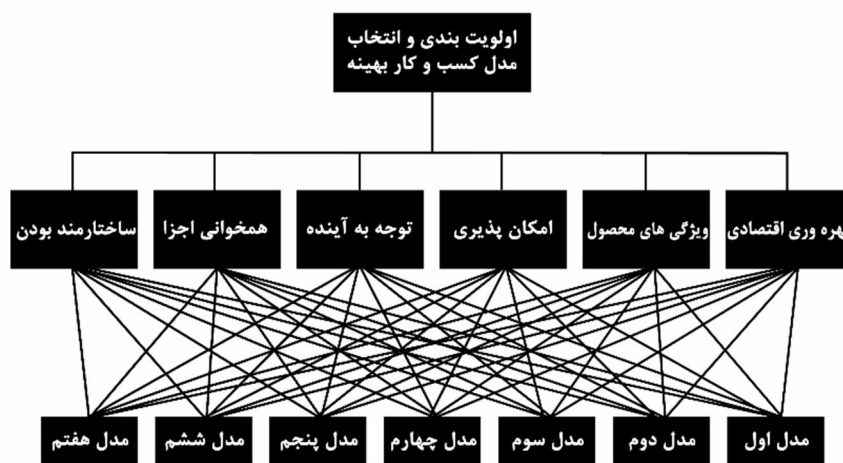 اولویت بندی و انتخاب
مدل کسب و کار بهینه
بهره وری اقتصادی
ویژگی های محصول
امکان پذیری
توجه به آینده
همخوانی اجزا
ساختارمند بودن
مدل اول
مدل دوم
مدل سوم
مدل چهارم
مدل پنجم
مدل ششم
مدل هفتم